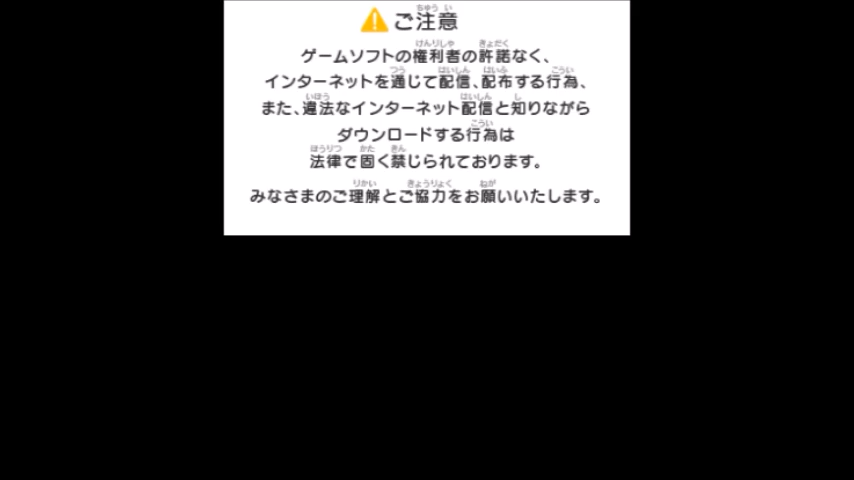 ご注意
ゲームソフトの権利者の許諾なく、
インターネットを通じて配信、配布する行為、
また、違法なインターネット配信と知りながら
ダウンロードする行為は
法律で固く禁じられております。
みなさまのご理解とご協力をお願いいたします。